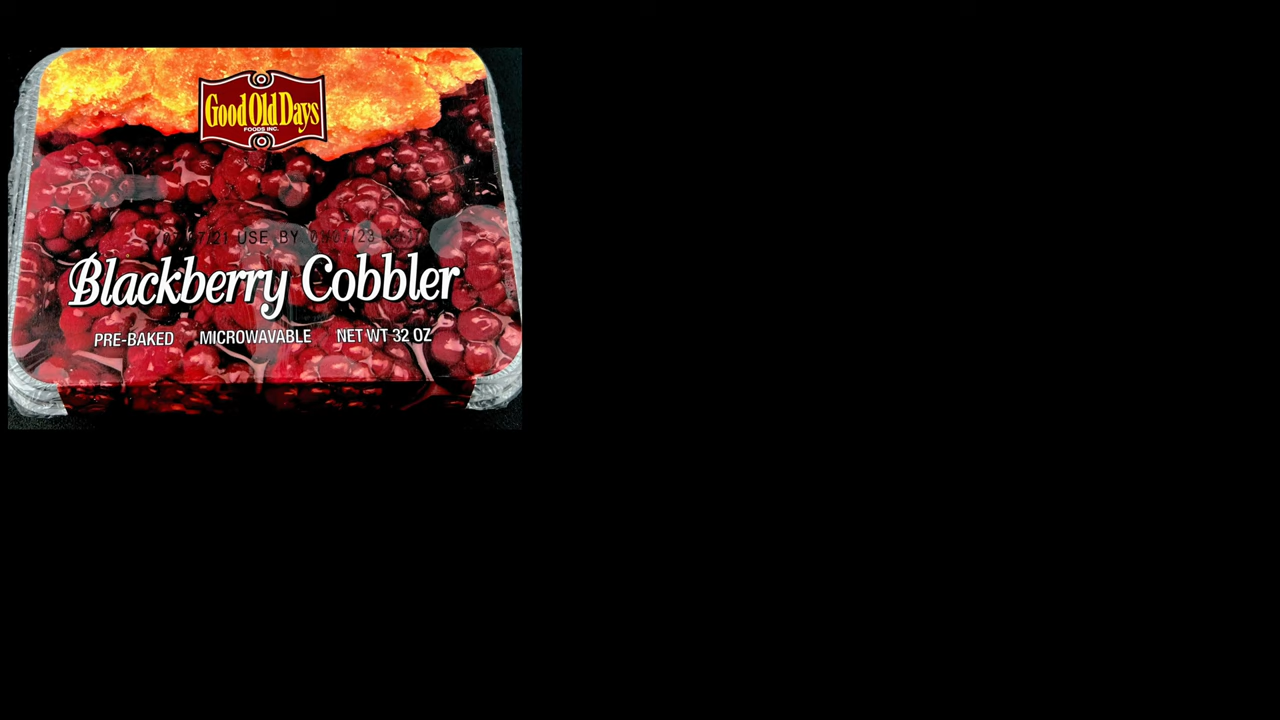 Good Old Days
FOODS INC.
USE BY
Blackberry Cobbler
PRE-BAKED MICROWAVABLE NET WT 32 OZ